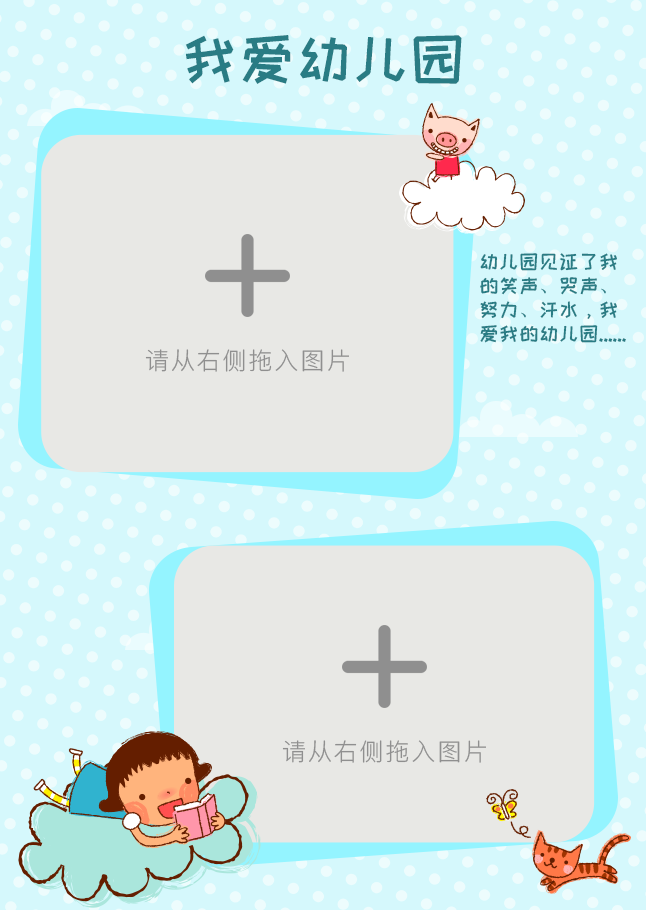 我爱幼儿园
请从右侧拖入图片
幼儿园见证了我
的笑声、哭声、
努力、汗水，我
爱我的幼儿园......
请从右侧拖入图片